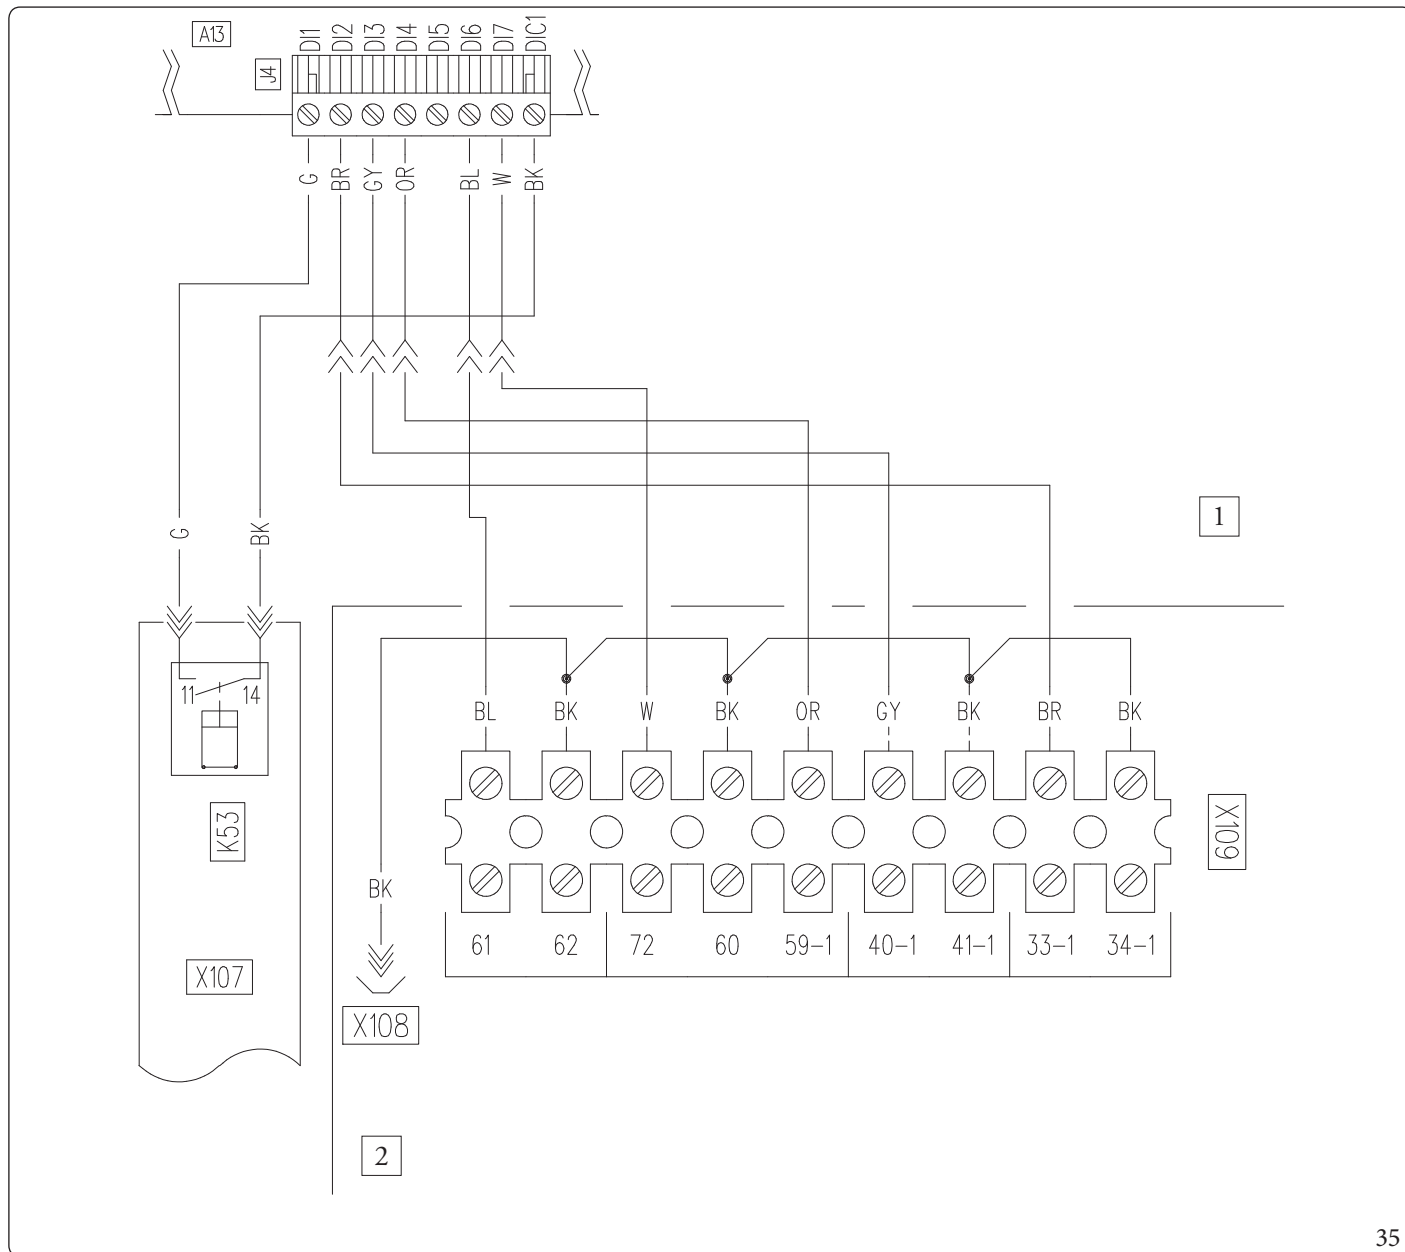 A13
J4
DI1 DI2 DI3 DI4 DI5 DI6 DI7 DIC1
G BR GY OR BL W BK
1
G BK
11 14
BL BK W BK OR GY BK BR BK
K53
X109
BK
61 62 72 60 59-1 40-1 41-1 33-1 34-1
X107
X108
2
35